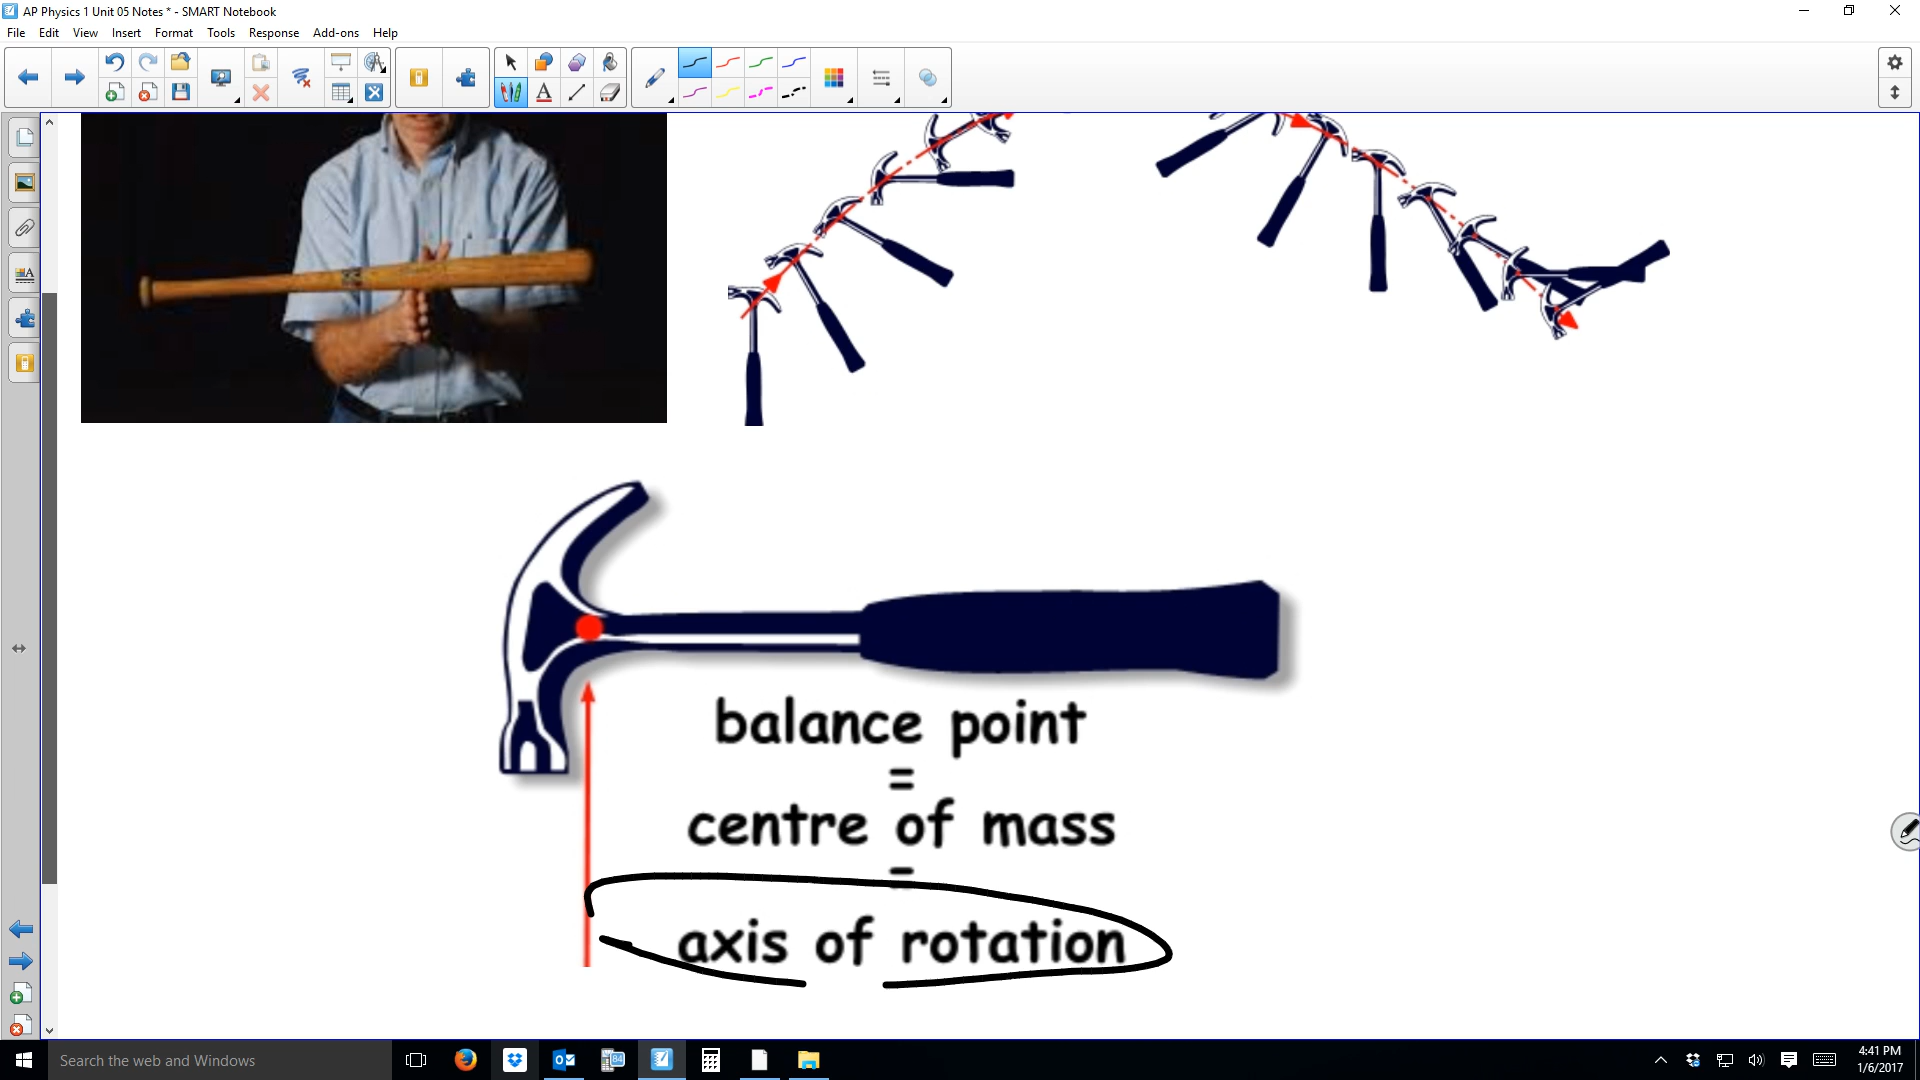 AP Physics 1 Unit 05 Notes * - SMART Notebook
File Edit View Insert Format Tools Response Add-ons Help
balance point
=
centre of mass
=
axis of rotation
Search the web and Windows
84
4:41 PM
1/6/2017